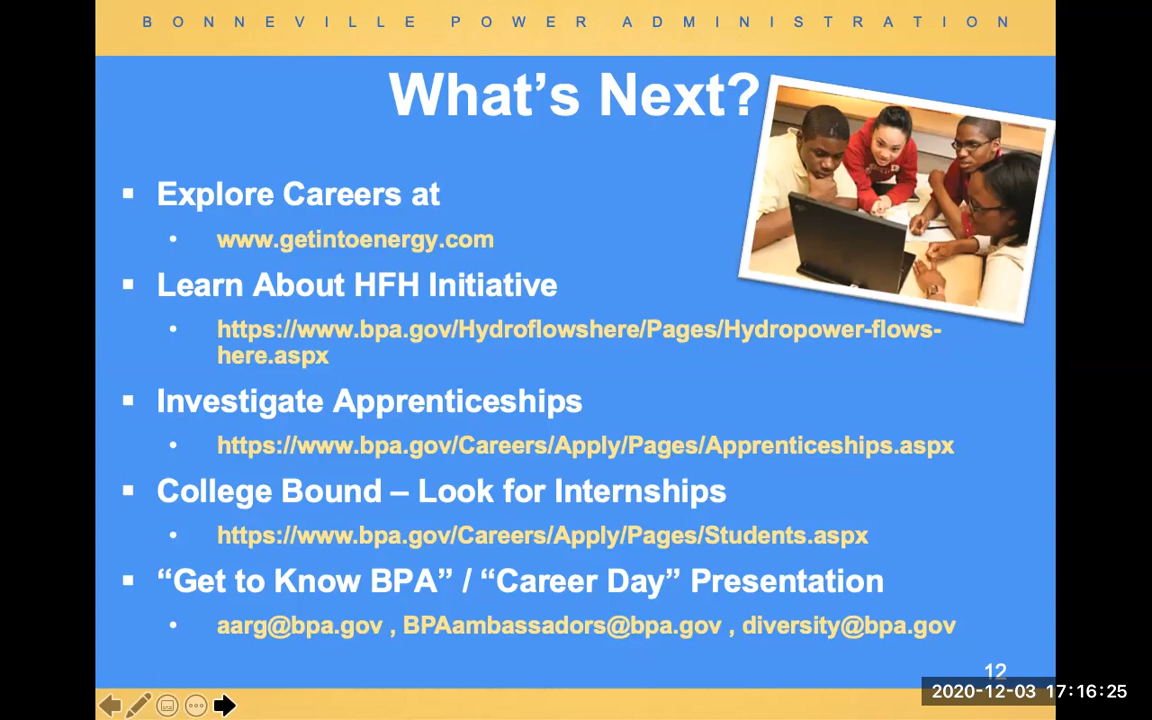 BONNEVILLE POWER ADMINISTRATION
What’s Next?
▪ Explore Careers at
• www.getintoenergy.com
▪ Learn About HFH Initiative
• https://www.bpa.gov/Hydroflowshere/Pages/Hydropower-flows-
here.aspx
▪ Investigate Apprenticeships
• https://www.bpa.gov/Careers/Apply/Pages/Apprenticeships.aspx
▪ College Bound – Look for Internships
• https://www.bpa.gov/Careers/Apply/Pages/Students.aspx
▪ “Get to Know BPA” / “Career Day” Presentation
• aarg@bpa.gov , BPAambassadors@bpa.gov , diversity@bpa.gov
12
2020-12-03 17:16:25